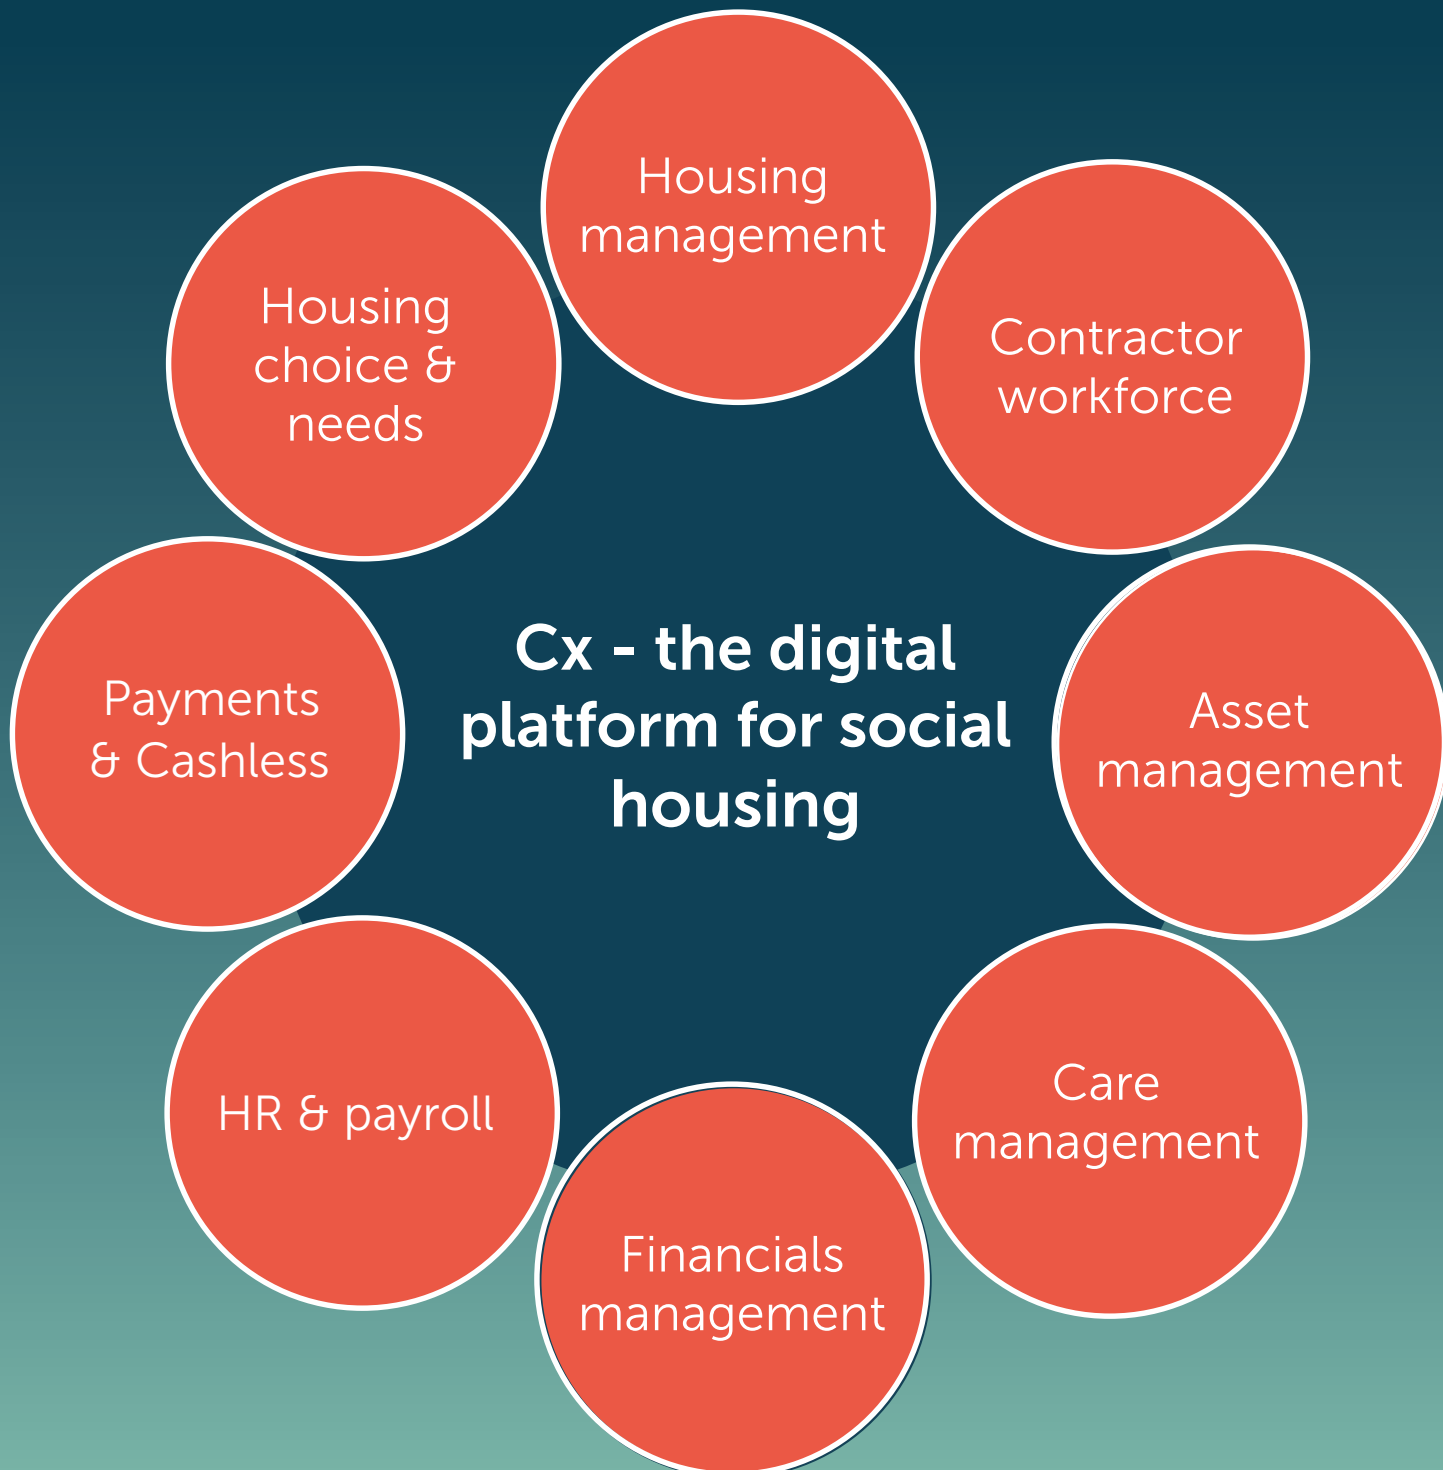 Housing
management
Housing
choice &
needs
Contractor
workforce
Cx - the digital
platform for social
housing
Payments
& Cashless
Asset
management
HR & payroll
Care
management
Financials
management